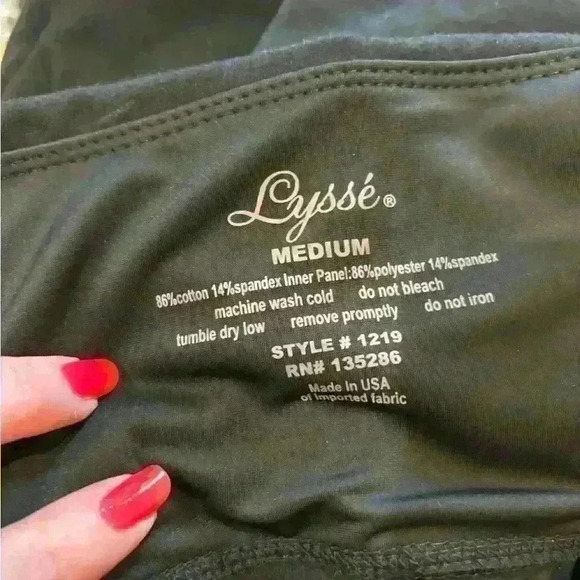 Lyssé®
MEDIUM
86%cotton 14%spandex Inner Panel:86%polyester 14%spandex
machine wash cold do not bleach
tumble dry low remove promptly do not iron
STYLE # 1219
RN# 135286
Made in USA
of imported fabric